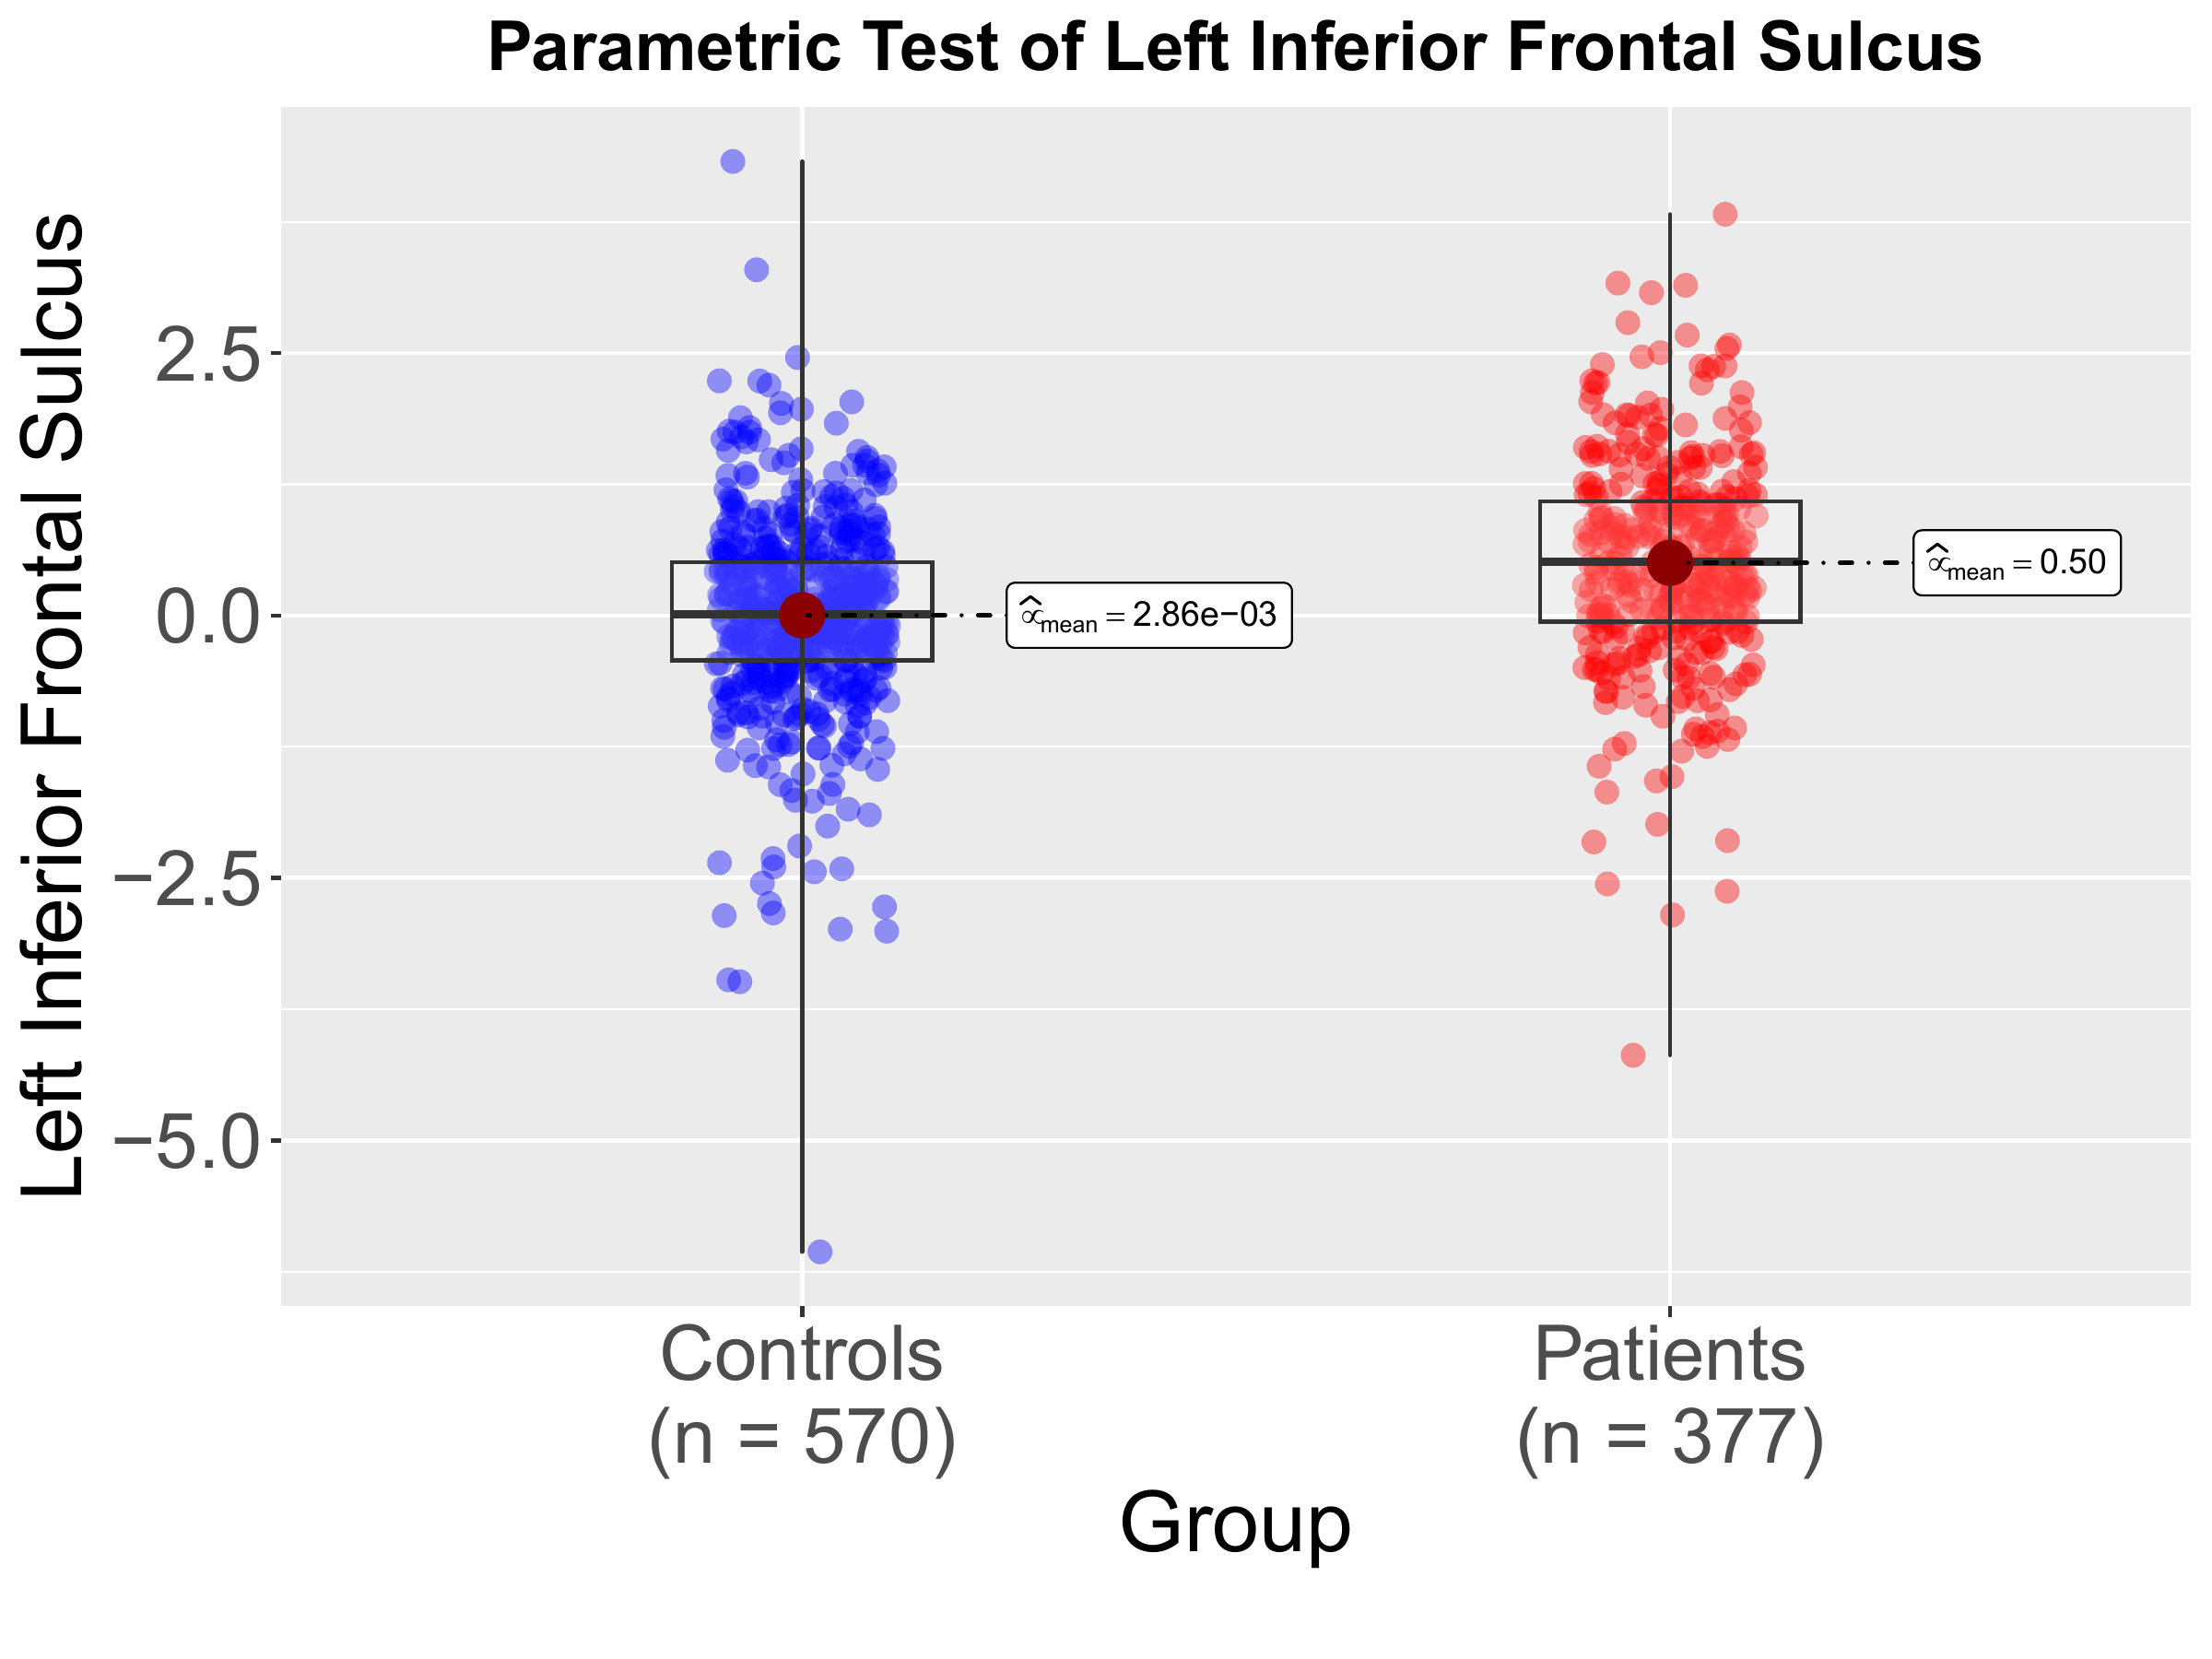 Parametric Test of Left Inferior Frontal Sulcus
Left Inferior Frontal Sulcus
2.5
0.0
−2.5
−5.0
∝̂mean = 2.86e−03
∝̂mean = 0.50
Controls
(n = 570)
Patients
(n = 377)
Group